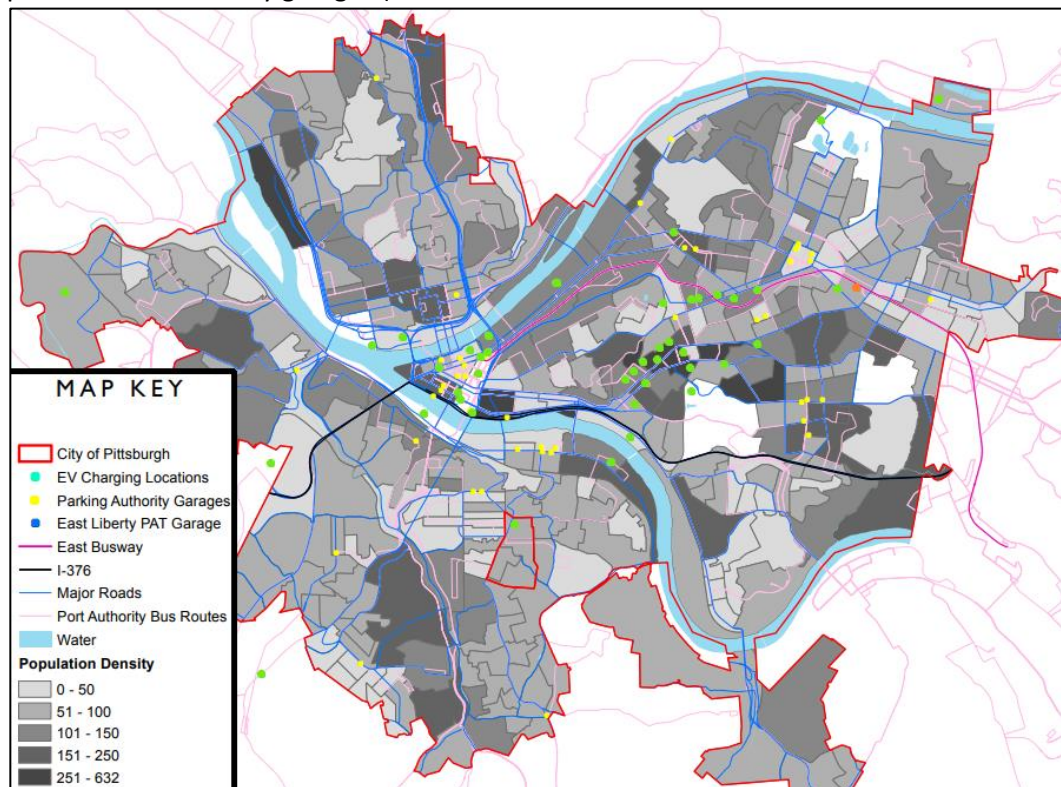 MAP KEY
City of Pittsburgh
EV Charging Locations
Parking Authority Garages
East Liberty PAT Garage
East Busway
I-376
Major Roads
Port Authority Bus Routes
Water
Population Density
0 - 50
51 - 100
101 - 150
151 - 250
251 - 632